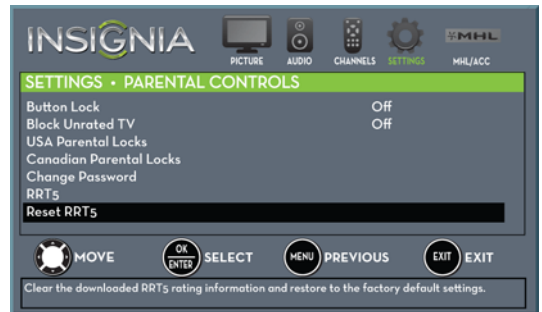 INSIGNIA
PICTURE AUDIO CHANNELS SETTINGS MHL MHL/ACC
SETTINGS • PARENTAL CONTROLS
Button Lock Off
Block Unrated TV Off
USA Parental Locks
Canadian Parental Locks
Change Password
RRT5
Reset RRT5
MOVE OK ENTER SELECT MENU PREVIOUS EXIT EXIT
Clear the downloaded RRT5 rating information and restore to the factory default settings.